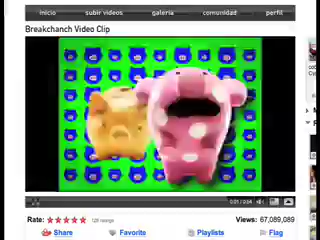 inicio subir videos galeria comunidad perfil
Breakchanch Video Clip
Rate: Views: 67,089,089
Share Favorite Playlists Flag